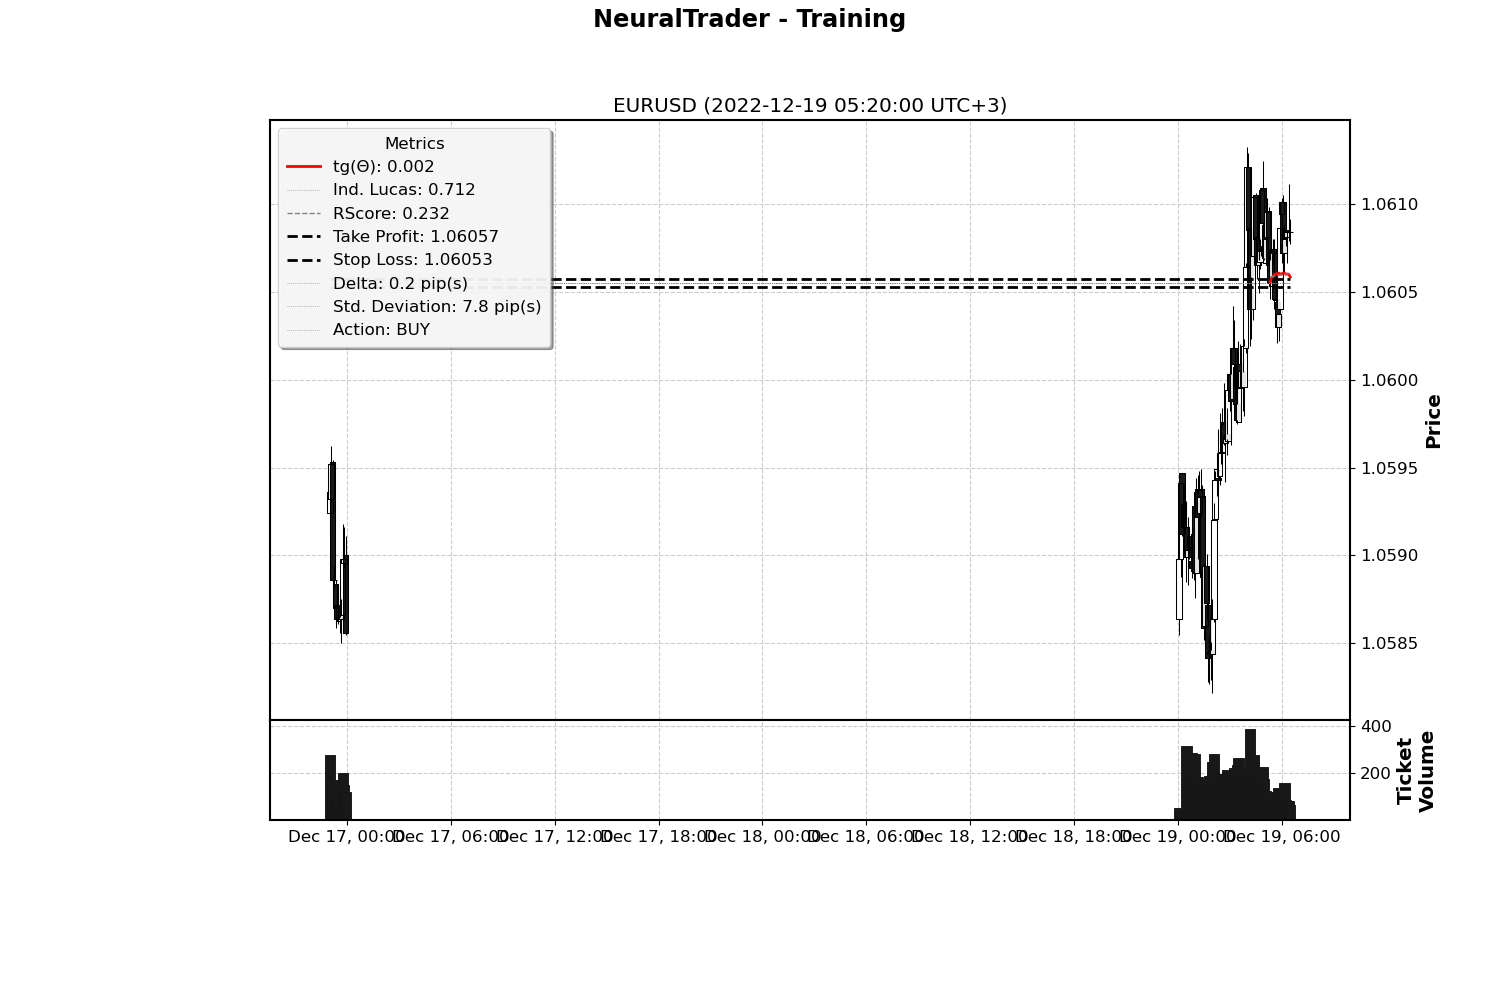 NeuralTrader - Training
EURUSD (2022-12-19 05:20:00 UTC+3)
Metrics
tg(Θ): 0.002
Ind. Lucas: 0.712
RScore: 0.232
Take Profit: 1.06057
Stop Loss: 1.06053
Delta: 0.2 pip(s)
Std. Deviation: 7.8 pip(s)
Action: BUY
1.0610
1.0605
1.0600
1.0595
1.0590
1.0585
Price
400
200
Ticket
Volume
Dec 17, 00:00
Dec 17, 06:00
Dec 17, 12:00
Dec 17, 18:00
Dec 18, 00:00
Dec 18, 06:00
Dec 18, 12:00
Dec 18, 18:00
Dec 19, 00:00
Dec 19, 06:00